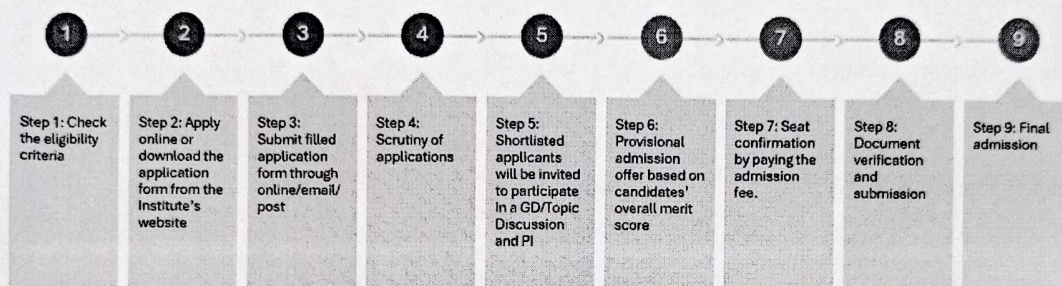 1
2
3
4
5
6
7
8
9
Step 1: Check
the eligibility
criteria
Step 2: Apply
online or
download the
application
form from the
Institute's
website
Step 3:
Submit filled
application
form through
online/email/
post
Step 4:
Scrutiny of
applications
Step 5:
Shortlisted
applicants
will be invited
to participate
in a GD/Topic
Discussion
and PI
Step 6:
Provisional
admission
offer based on
candidates'
overall merit
score
Step 7: Seat
confirmation
by paying the
admission
fee.
Step 8:
Document
verification
and
submission
Step 9: Final
admission